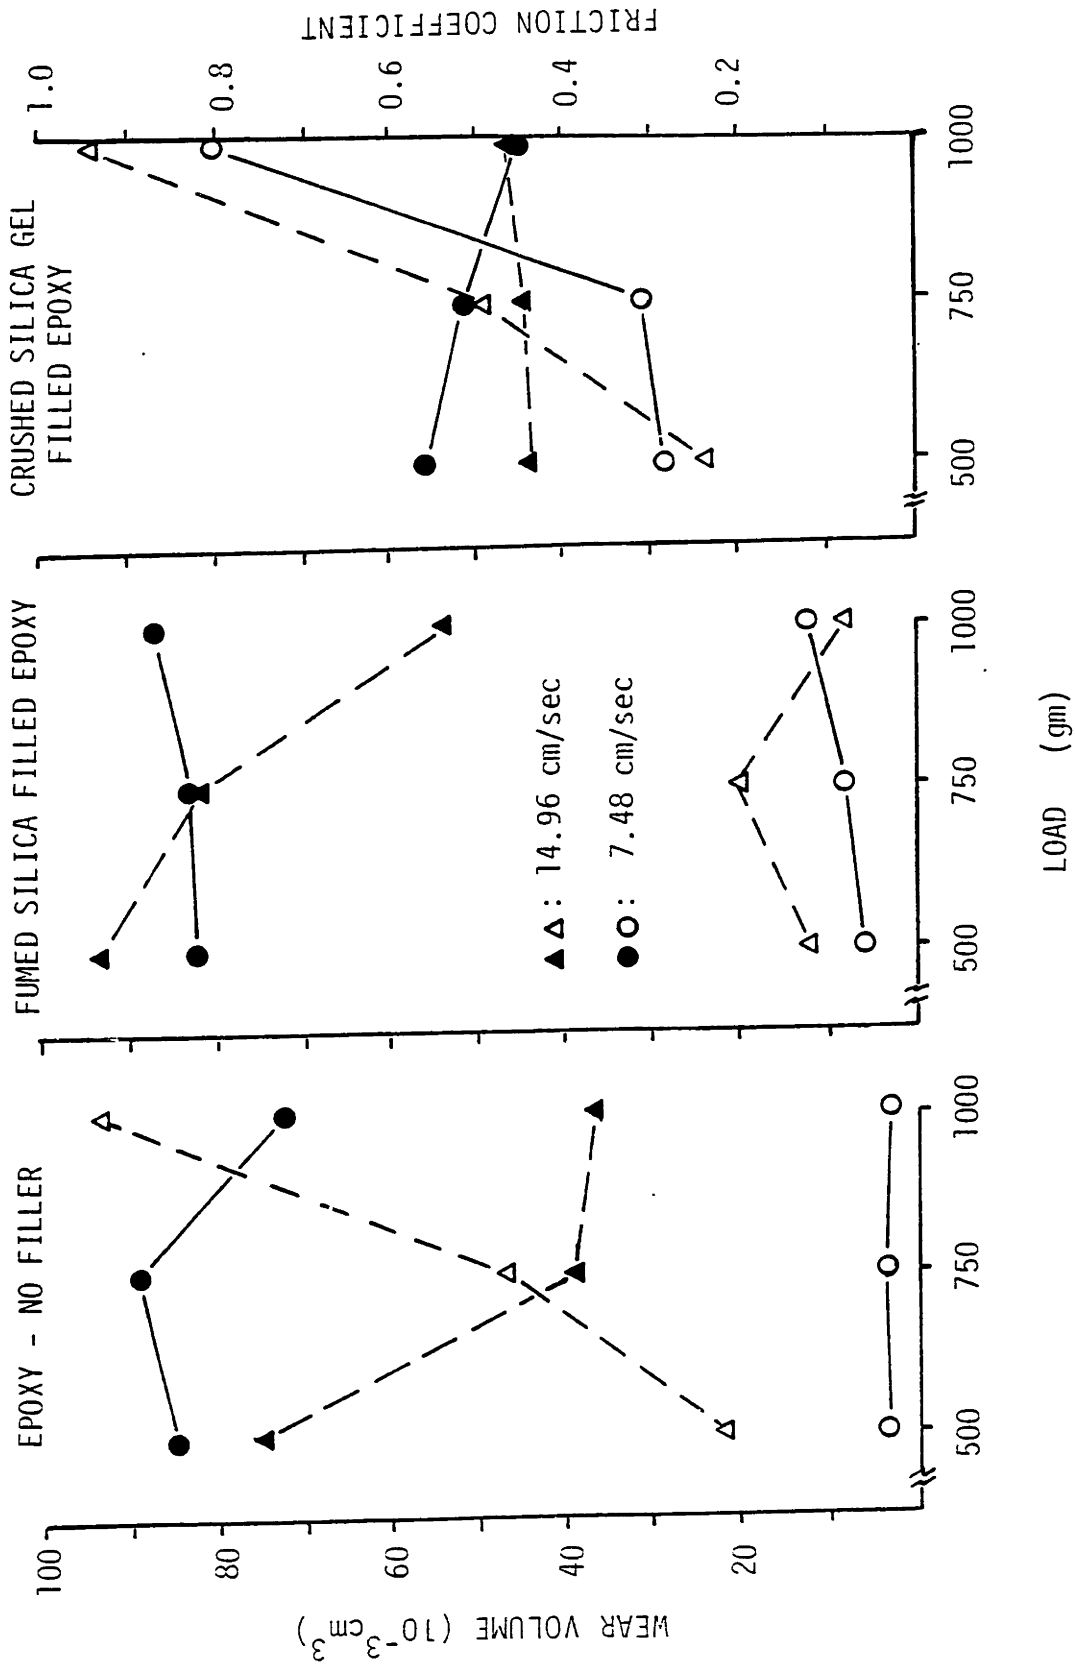 EPOXY - NO FILLER
FUMED SILICA FILLED EPOXY
CRUSHED SILICA GEL
FILLED EPOXY
WEAR VOLUME (10⁻³cm³)
100
80
60
40
20
FRICTION COEFFICIENT
1.0
0.8
0.6
0.4
0.2
: 14.96 cm/sec
: 7.48 cm/sec
500
750
1000
500
750
1000
500
750
1000
LOAD (gm)